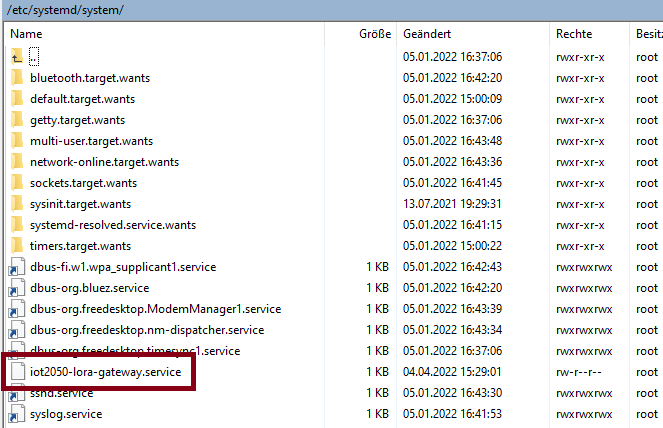 /etc/systemd/system/
Name Größe Geändert Rechte Besitz
.. 05.01.2022 16:37:06 rwxr-xr-x root
bluetooth.target.wants 05.01.2022 16:42:20 rwxr-xr-x root
default.target.wants 05.01.2022 15:00:09 rwxr-xr-x root
getty.target.wants 05.01.2022 16:37:06 rwxr-xr-x root
multi-user.target.wants 05.01.2022 16:43:48 rwxr-xr-x root
network-online.target.wants 05.01.2022 16:43:36 rwxr-xr-x root
sockets.target.wants 05.01.2022 16:41:45 rwxr-xr-x root
sysinit.target.wants 13.07.2021 19:29:31 rwxr-xr-x root
systemd-resolved.service.wants 05.01.2022 16:41:15 rwxr-xr-x root
timers.target.wants 05.01.2022 15:00:22 rwxr-xr-x root
dbus-fi.w1.wpa_supplicant1.service 1 KB 05.01.2022 16:42:43 rwxrwxrwx root
dbus-org.bluez.service 1 KB 05.01.2022 16:42:20 rwxrwxrwx root
dbus-org.freedesktop.ModemManager1.service 1 KB 05.01.2022 16:43:39 rwxrwxrwx root
dbus-org.freedesktop.nm-dispatcher.service 1 KB 05.01.2022 16:43:34 rwxrwxrwx root
dbus-org.freedesktop.timesync1.service 1 KB 05.01.2022 16:37:06 rwxrwxrwx root
iot2050-lora-gateway.service 1 KB 04.04.2022 15:29:01 rw-r--r-- root
sshd.service 1 KB 05.01.2022 16:43:30 rwxrwxrwx root
syslog.service 1 KB 05.01.2022 16:41:53 rwxrwxrwx root